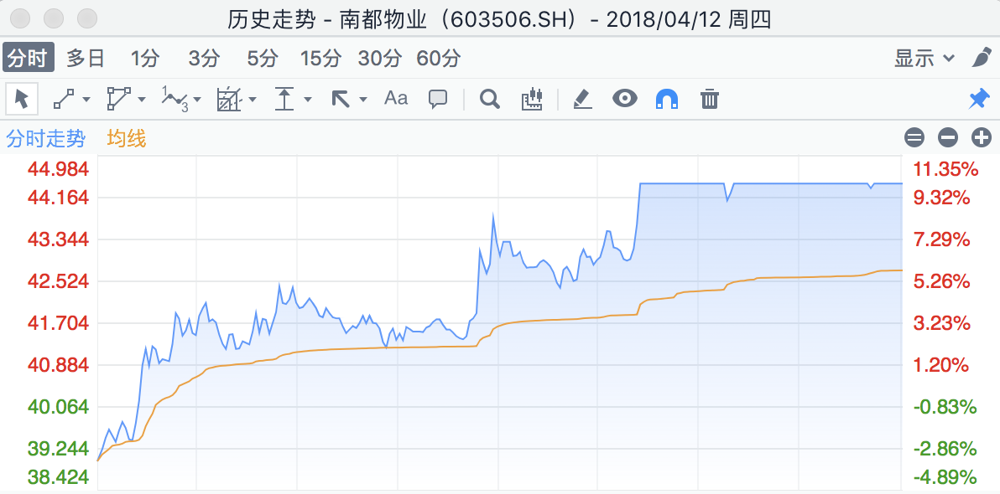 历史走势 - 南都物业（603506.SH）- 2018/04/12 周四
分时 多日 1分 3分 5分 15分 30分 60分 显示
1 3 Aa
分时走势 均线
44.984 11.35%
44.164 9.32%
43.344 7.29%
42.524 5.26%
41.704 3.23%
40.884 1.20%
40.064 -0.83%
39.244 -2.86%
38.424 -4.89%